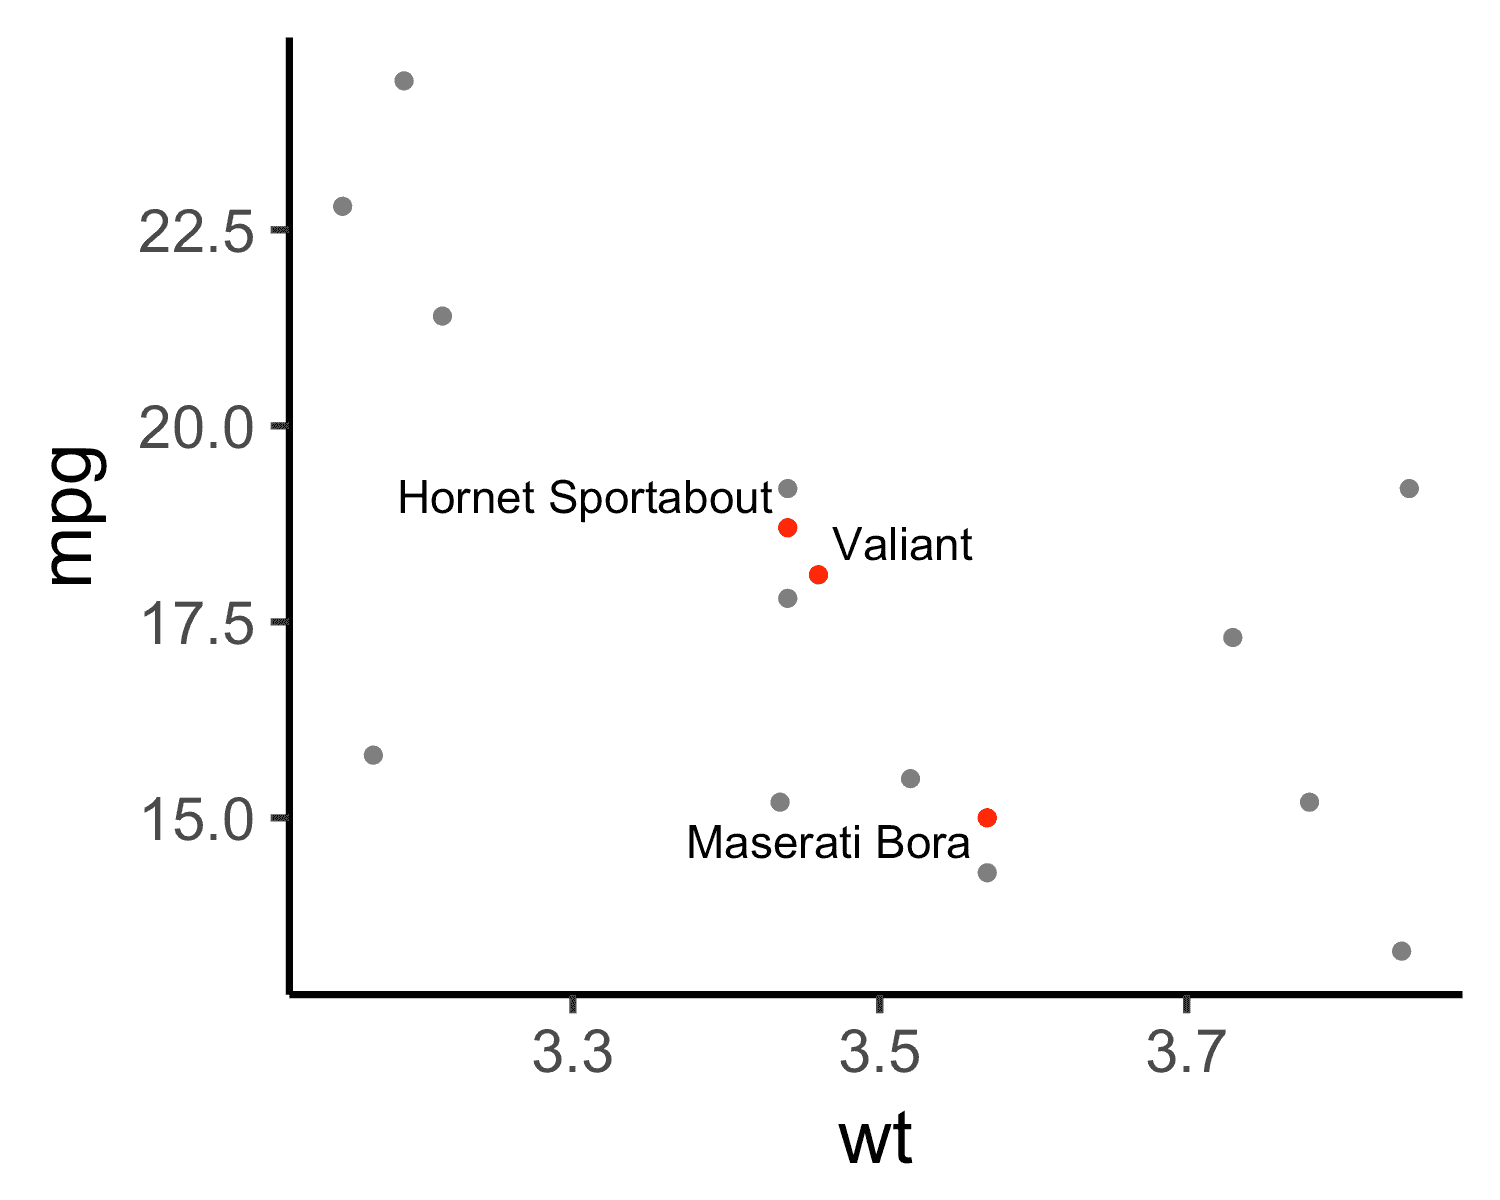 22.5
20.0
17.5
15.0
mpg
Hornet Sportabout
Valiant
Maserati Bora
3.3
3.5
3.7
wt